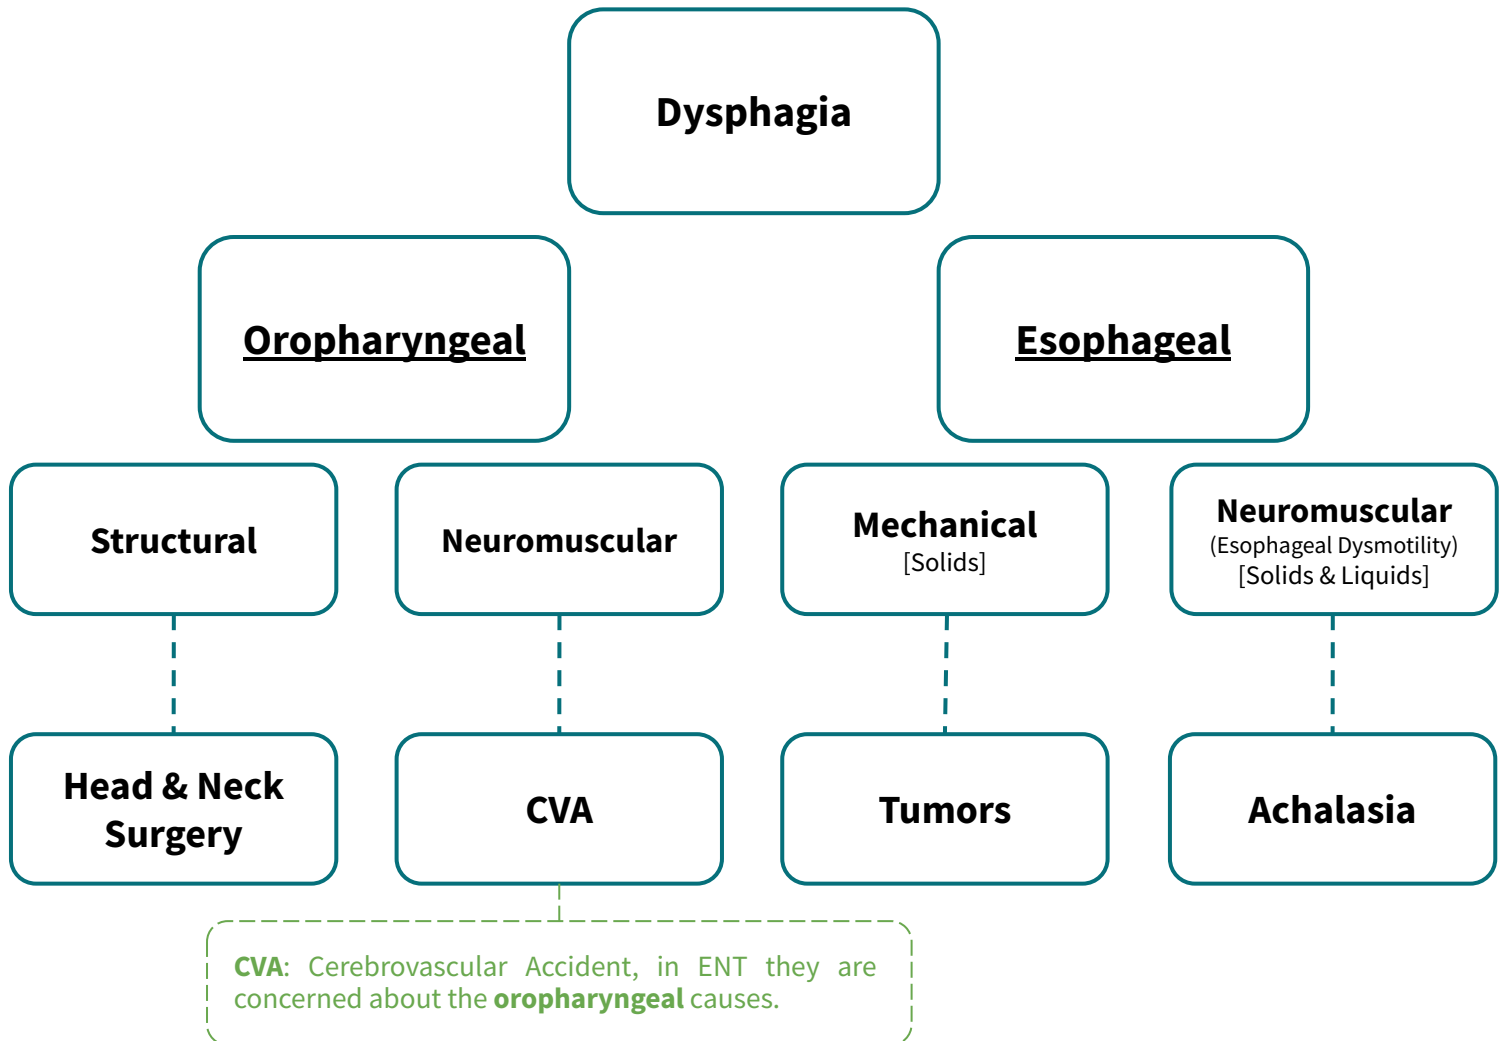 Dysphagia
Oropharyngeal
Esophageal
Structural
Neuromuscular
Mechanical
[Solids]
Neuromuscular
(Esophageal Dysmotility)
[Solids & Liquids]
Head & Neck
Surgery
CVA
Tumors
Achalasia
CVA: Cerebrovascular Accident, in ENT they are
concerned about the oropharyngeal causes.